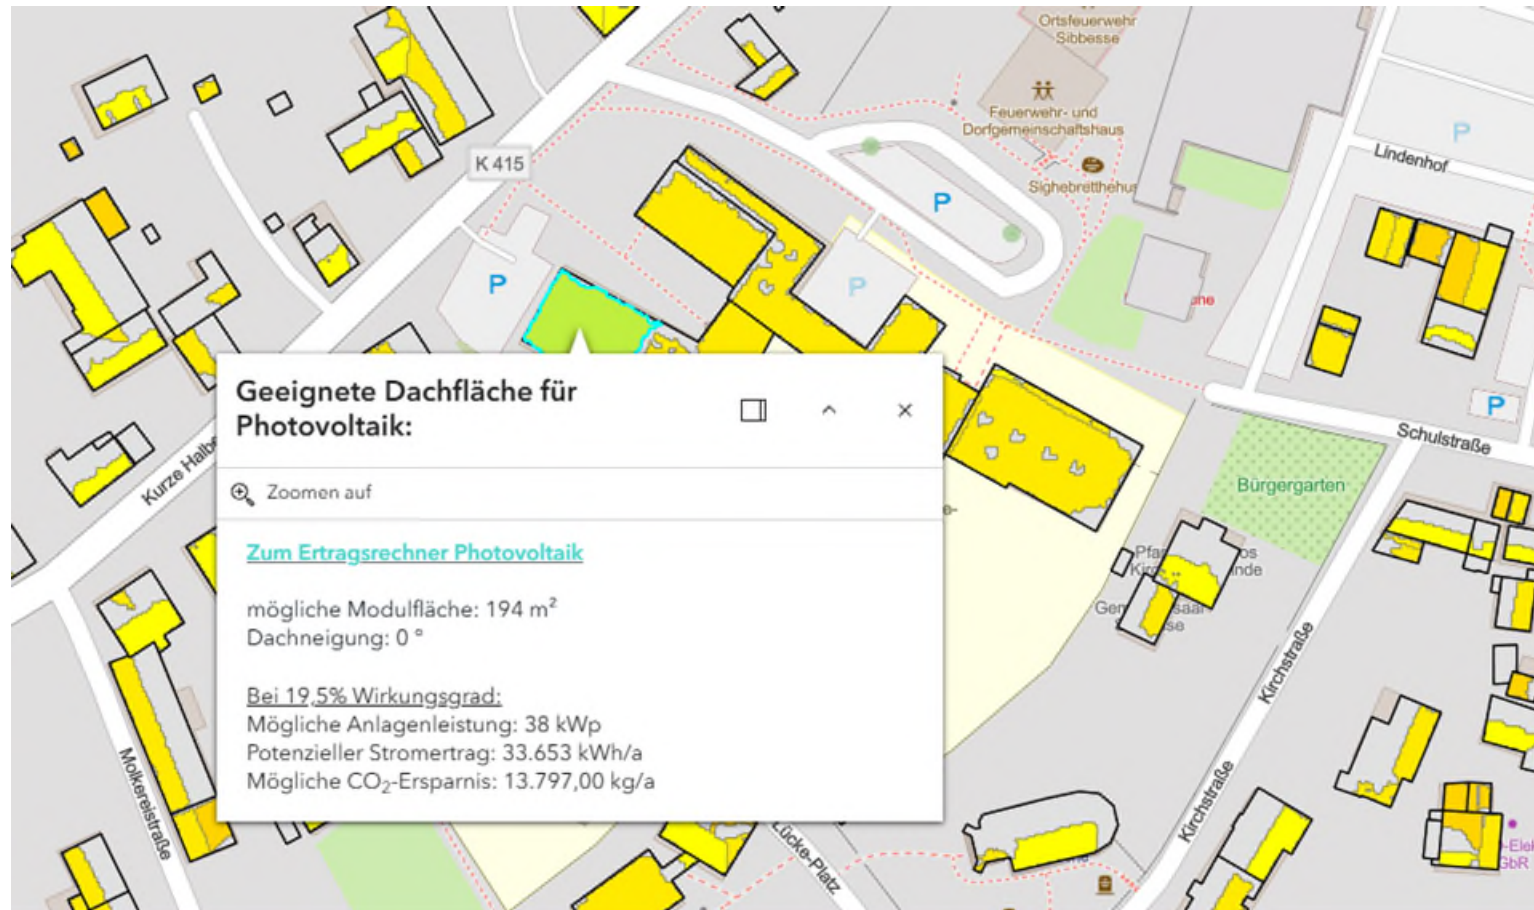 Ortsfeuerwehr
Sibbesse
Feuerwehr- und
Dorfgemeinschaftshaus
Sighebretthehus
K 415
P
P
P
P
Lindenhof
P
Schulstraße
Bürgergarten
Kurze Halbe
Geeignete Dachfläche für
Photovoltaik:
Zoomen auf
Zum Ertragsrechner Photovoltaik
mögliche Modulfläche: 194 m²
Dachneigung: 0 °
Bei 19,5% Wirkungsgrad:
Mögliche Anlagenleistung: 38 kWp
Potenzieller Stromertrag: 33.653 kWh/a
Mögliche CO₂-Ersparnis: 13.797,00 kg/a
Kirchstraße
Kirchstraße
Molkereistraße
Lücke-Platz
GbR